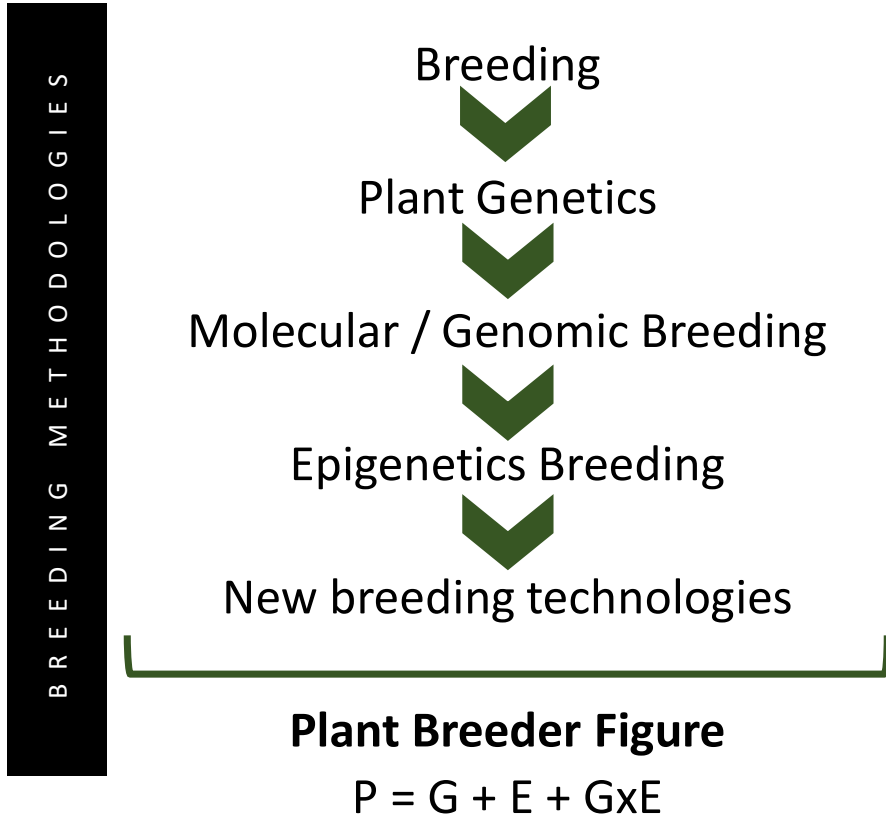 BREEDING METHODOLOGIES
Breeding
Plant Genetics
Molecular / Genomic Breeding
Epigenetics Breeding
New breeding technologies
Plant Breeder Figure
P = G + E + GxE